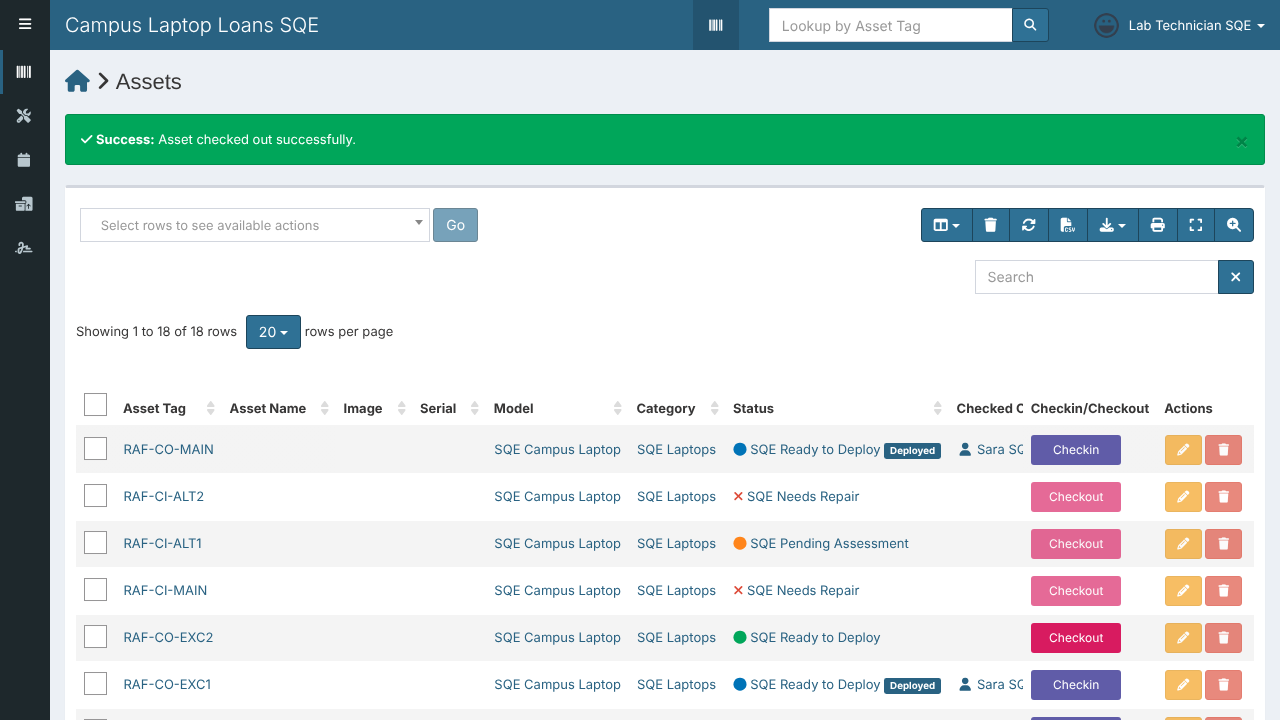 Campus Laptop Loans SQE
Lookup by Asset Tag
Lab Technician SQE
Assets
Success: Asset checked out successfully.
×
Select rows to see available actions
Go
CSV
Search
Showing 1 to 18 of 18 rows 20 rows per page
Asset Tag Asset Name Image Serial Model Category Status Checked O Checkin/Checkout Actions
RAF-CO-MAIN SQE Campus Laptop SQE Laptops SQE Ready to Deploy Deployed Sara SQ Checkin
RAF-CI-ALT2 SQE Campus Laptop SQE Laptops SQE Needs Repair Checkout
RAF-CI-ALT1 SQE Campus Laptop SQE Laptops SQE Pending Assessment Checkout
RAF-CI-MAIN SQE Campus Laptop SQE Laptops SQE Needs Repair Checkout
RAF-CO-EXC2 SQE Campus Laptop SQE Laptops SQE Ready to Deploy Checkout
RAF-CO-EXC1 SQE Campus Laptop SQE Laptops SQE Ready to Deploy Deployed Sara SQ Checkin